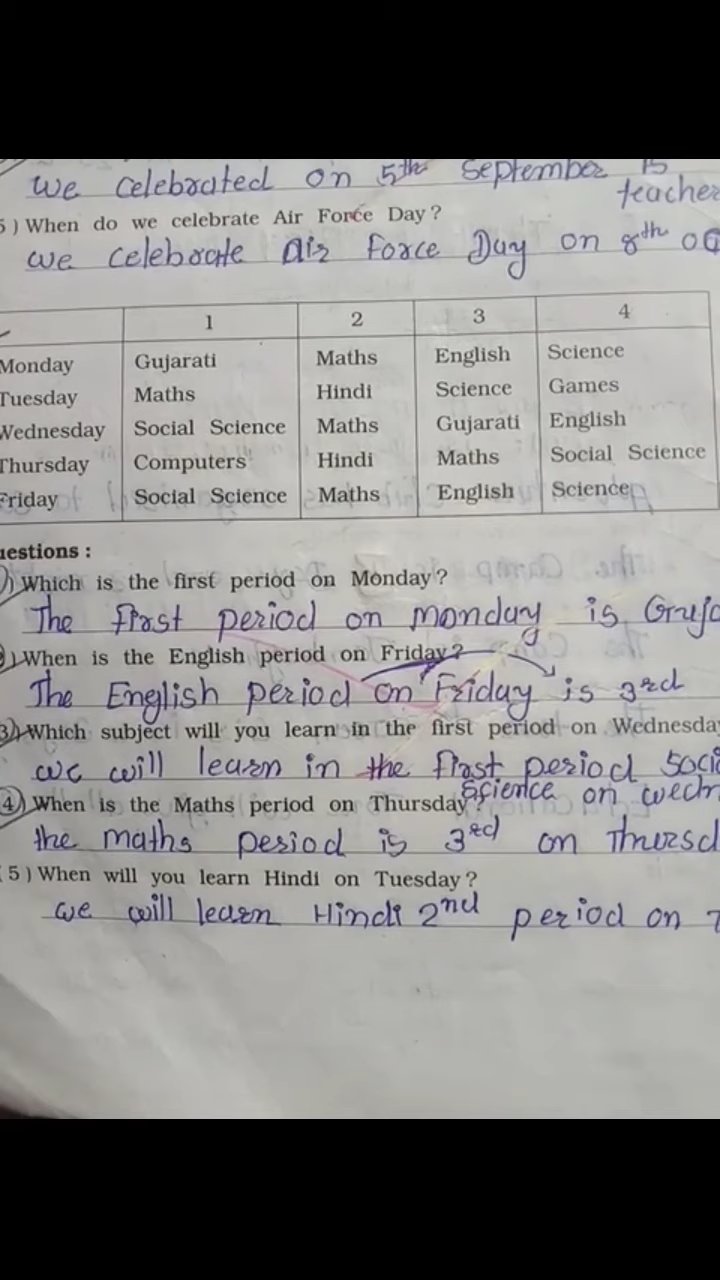 we celebrated on 5th September is
teacher
5) When do we celebrate Air Force Day?
we celebrate Air Force Day on 8th oc
1 2 3 4
Monday Gujarati Maths English Science
Tuesday Maths Hindi Science Games
Wednesday Social Science Maths Gujarati English
Thursday Computers Hindi Maths Social Science
Friday Social Science Maths English Science
uestions :
) Which is the first period on Monday?
The first period on monday is Guja
) When is the English period on Friday?
The English period on Friday is 3rd
3) Which subject will you learn in the first period on Wednesday
we will learn in the first period Soci
Science on wedn
4) When is the Maths period on Thursday?
the maths period is 3rd on Thursd
(5) When will you learn Hindi on Tuesday?
we will learn Hindi 2nd period on T